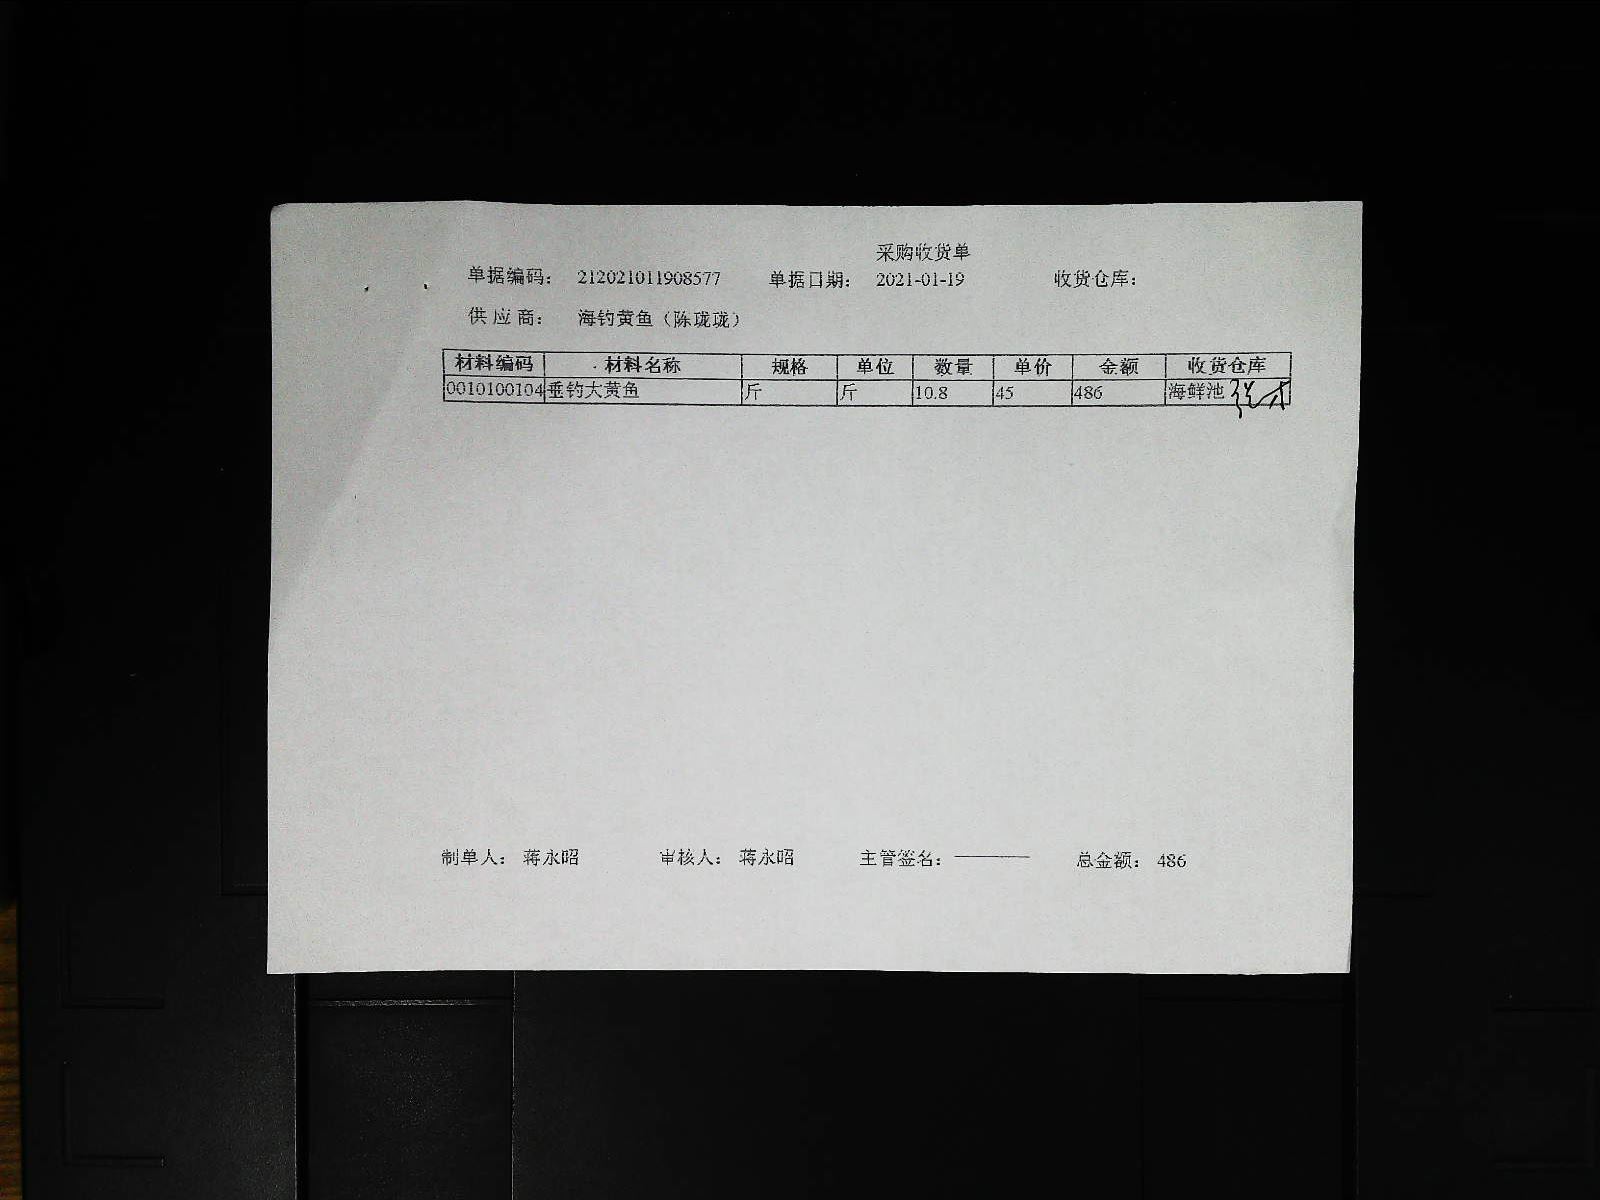 采购收货单
单据编码： 212021011908577 单据日期： 2021-01-19 收货仓库：
供应商： 海钓黄鱼（陈珑珑）
材料编码 材料名称 规格 单位 数量 单价 金额 收货仓库
0010100104 垂钓大黄鱼 斤 斤 10.8 45 486 海鲜池
制单人： 蒋永昭 审核人： 蒋永昭 主管签名： 总金额： 486